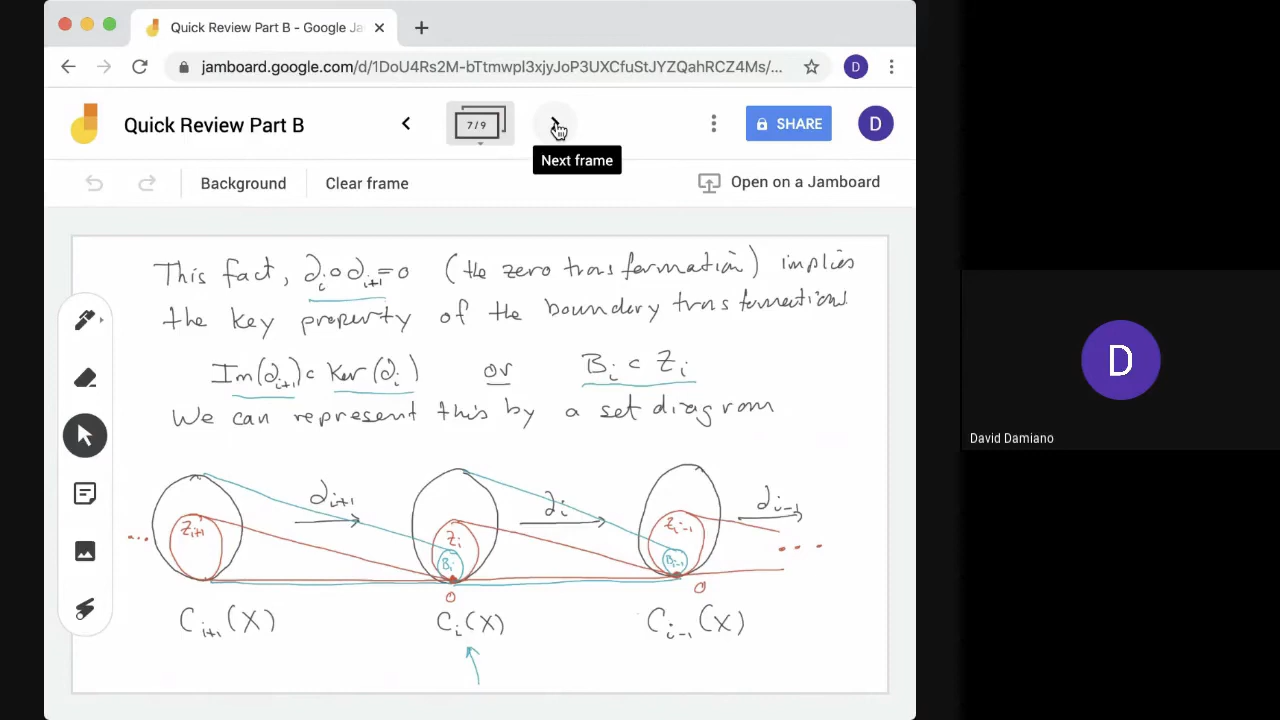 Quick Review Part B - Google Ja
jamboard.google.com/d/1DoU4Rs2M-bTtmwpl3xjyJoP3UXCfuStJYZQahRCZ4Ms/...
D
Quick Review Part B
7/9
SHARE
D
Next frame
Background
Clear frame
Open on a Jamboard
This fact, ∂ᵢ∘∂ᵢ₊₁=0 (the zero transformation) implies
the key property of the boundary transformations
Im(∂ᵢ₊₁)⊂ Ker(∂ᵢ) or Bᵢ ⊂ Zᵢ
We can represent this by a set diagram
∂ᵢ₊₁ ∂ᵢ ∂ᵢ₋₁
Zᵢ₊₁ Zᵢ Zᵢ₋₁
... Bᵢ Bᵢ₋₁ ...
0 0
Cᵢ₊₁(X) Cᵢ(X) Cᵢ₋₁(X)
D
David Damiano